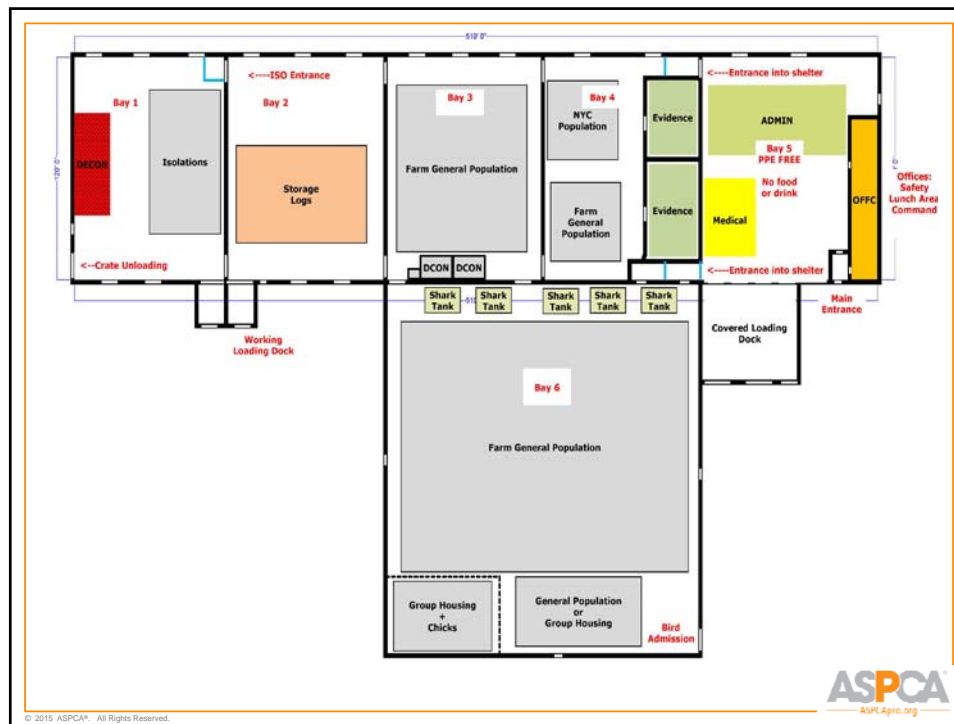 510' 0"
<----ISO Entrance
<----Entrance into shelter
Bay 1
Bay 2
Bay 3
Bay 4
NYC
Population
Evidence
ADMIN
Bay 5
PPE FREE
No food
or drink
120' 0"
DECON
Isolations
Storage
Logs
Farm General Population
Farm
General
Population
Evidence
Medical
OFFC
Offices:
Safety
Lunch Area
Command
<--Crate Unloading
DCON
DCON
<----Entrance into shelter
Shark
Tank
Shark
Tank
Shark
Tank
Shark
Tank
Shark
Tank
Main
Entrance
Working
Loading Dock
Covered Loading
Dock
Bay 6
Farm General Population
Group Housing
+
Chicks
General Population
or
Group Housing
Bird
Admission
ASPCA
ASPCApro.org
© 2015 ASPCA®. All Rights Reserved.